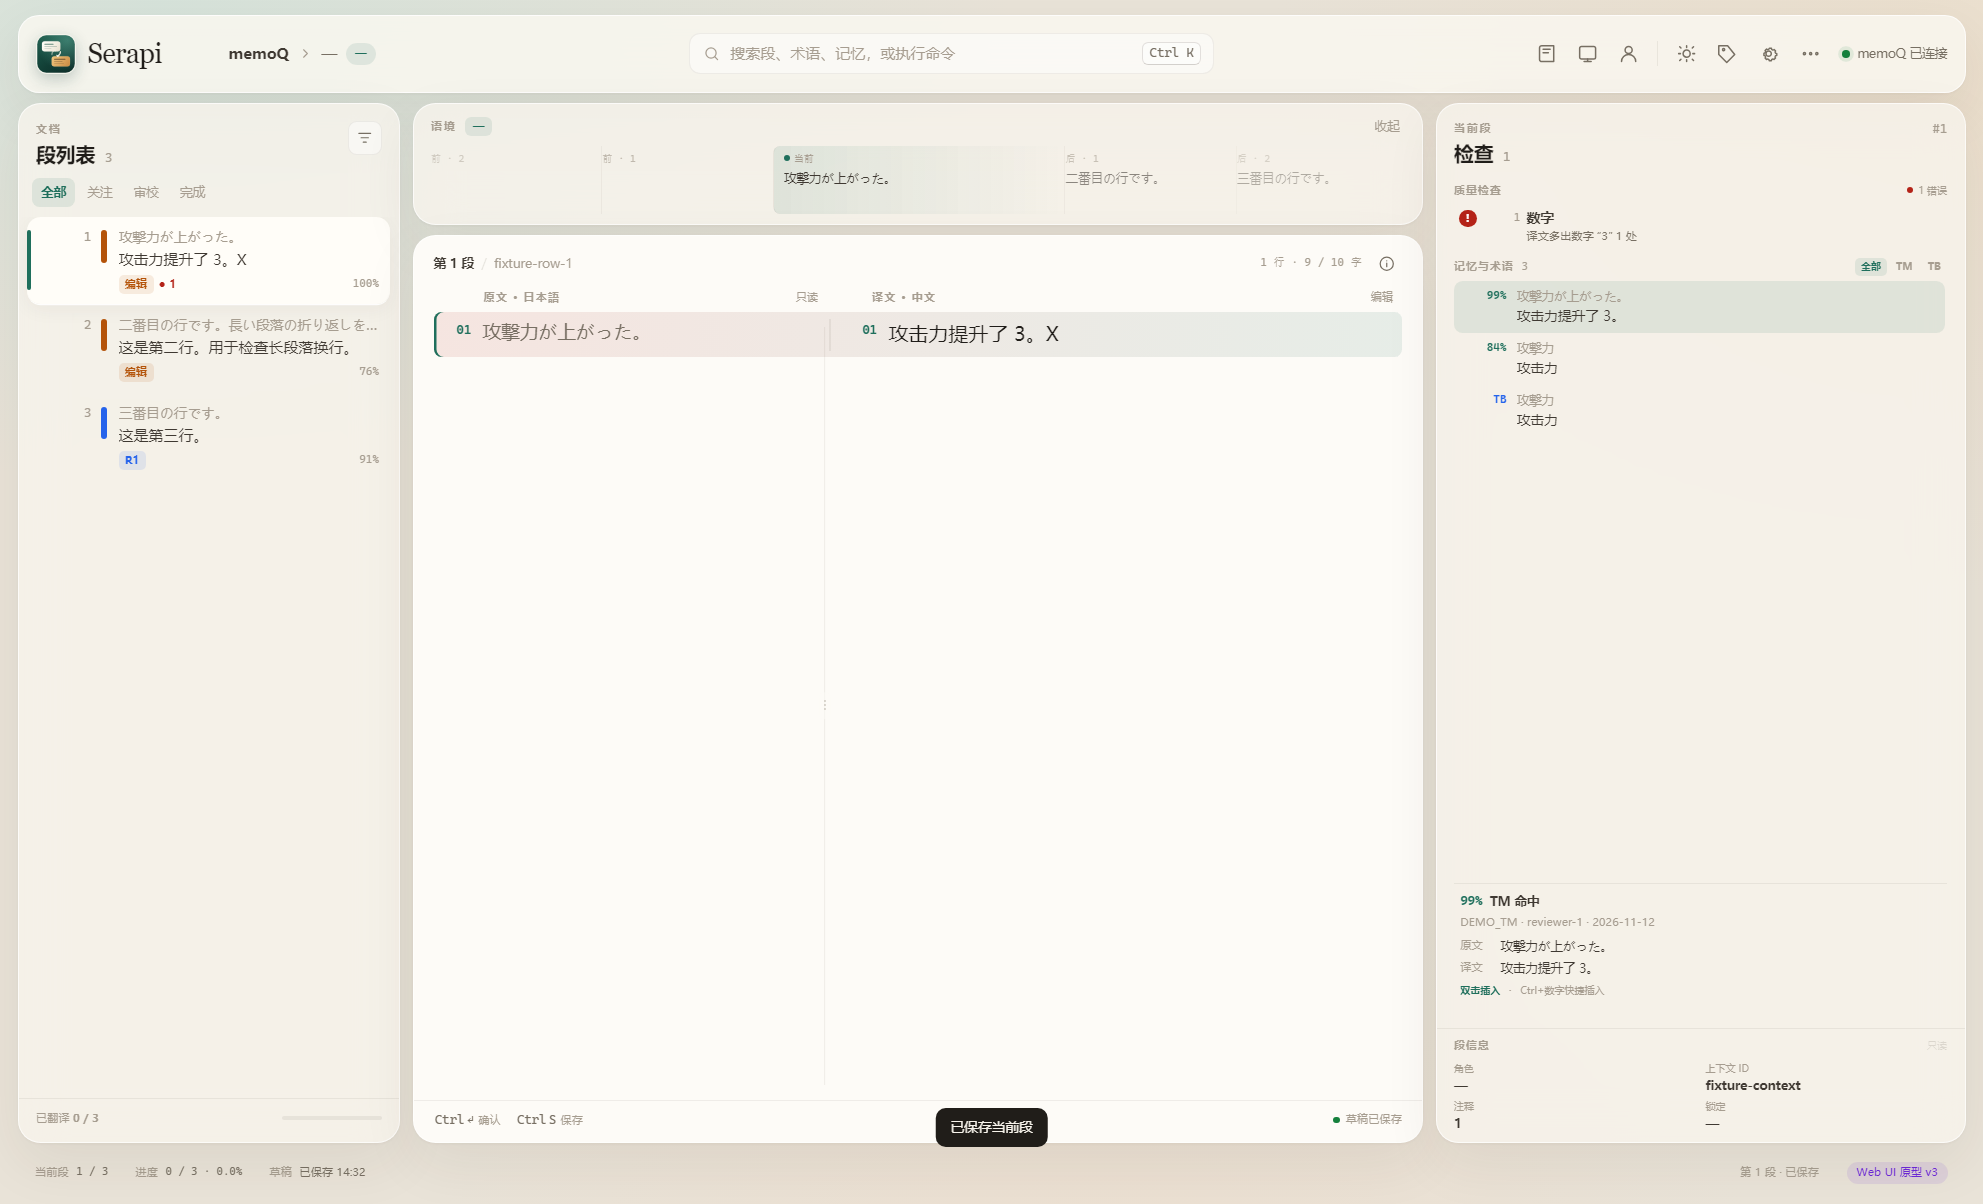 Serapi
memoQ › — —
搜索段、术语、记忆，或执行命令 Ctrl K
memoQ 已连接
文档
段列表 3
全部 关注 审校 完成
1 攻撃力が上がった。
攻击力提升了 3。X
编辑 • 1 100%
2 二番目の行です。長い段落の折り返しを...
这是第二行。用于检查长段落换行。
编辑 76%
3 三番目の行です。
这是第三行。
R1 91%
已翻译 0 / 3
语境 — 收起
前 · 2
前 · 1
当前
攻撃力が上がった。
后 · 1
二番目の行です。
后 · 2
三番目の行です。
第 1 段 / fixture-row-1 1 行 · 9 / 10 字
原文 • 日本語 只读 译文 • 中文 编辑
01 攻撃力が上がった。 01 攻击力提升了 3。X
Ctrl ↵ 确认 Ctrl S 保存
已保存当前段
草稿已保存
当前段 #1
检查 1
质量检查 1 错误
1 数字
译文多出数字 “3” 1 处
记忆与术语 3 全部 TM TB
99% 攻撃力が上がった。
攻击力提升了 3。
84% 攻撃力
攻击力
TB 攻撃力
攻击力
99% TM 命中
DEMO_TM · reviewer-1 · 2026-11-12
原文 攻撃力が上がった。
译文 攻击力提升了 3。
双击插入 · Ctrl+数字快捷插入
段信息 只读
角色 上下文 ID
— fixture-context
注释 锁定
1 —
当前段 1 / 3 进度 0 / 3 · 0.0% 草稿 已保存 14:32
第 1 段 · 已保存 Web UI 原型 v3